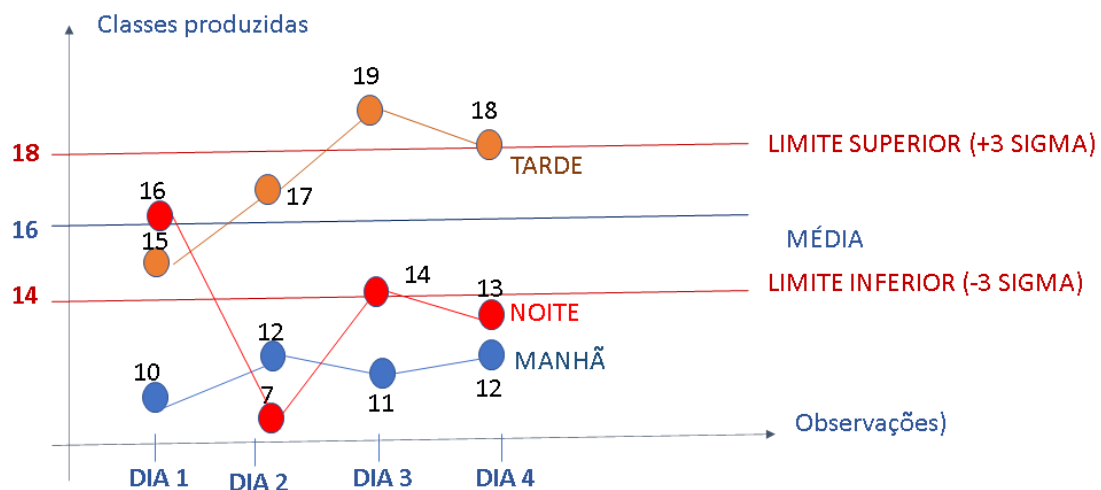 Classes produzidas
19
18
18
LIMITE SUPERIOR (+3 SIGMA)
TARDE
16
17
16
15
MÉDIA
14
14
LIMITE INFERIOR (-3 SIGMA)
13
NOITE
12
MANHÃ
10
11
12
7
Observações)
DIA 1
DIA 2
DIA 3
DIA 4